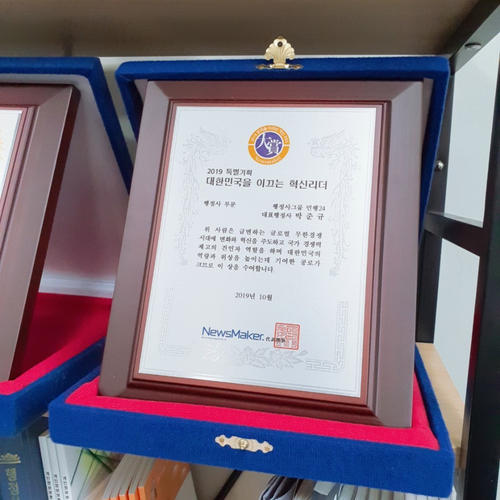 2019 특별기획
대한민국을 이끄는 혁신리더
행정사 부문
행정사그룹 인행24
대표행정사 박 준 규
위 사람은 급변하는 글로벌 무한경쟁
시대에 변화와 혁신을 주도하고 국가 경쟁력
제고의 견인차 역할을 하며 대한민국의
역량과 위상을 높이는데 기여한 공로가
크므로 이 상을 수여합니다.
2019년 10월
NewsMaker.
행정